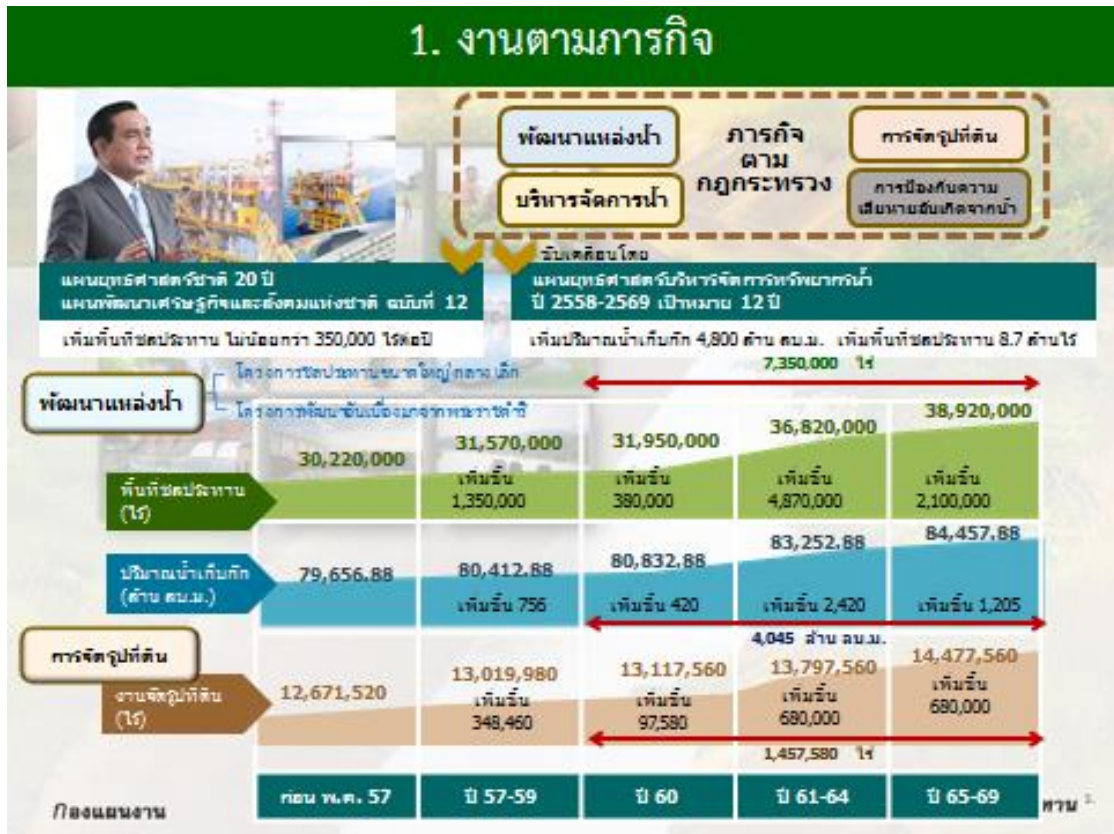 1. งานตามภารกิจ
พัฒนาแหล่งน้ำ
บริหารจัดการน้ำ
ภารกิจ
ตาม
กฎกระทรวง
การจัดรูปที่ดิน
การป้องกันความ
เสียหายอันเกิดจากน้ำ
ขับเคลื่อนโดย
แผนยุทธศาสตร์ชาติ 20 ปี
แผนพัฒนาเศรษฐกิจและสังคมแห่งชาติ ฉบับที่ 12
เพิ่มพื้นที่ชลประทาน ไม่น้อยกว่า 350,000 ไร่ต่อปี
แผนยุทธศาสตร์บริหารจัดการทรัพยากรน้ำ
ปี 2558-2569 เป้าหมาย 12 ปี
เพิ่มปริมาณน้ำเก็บกัก 4,800 ล้าน ลบ.ม. เพิ่มพื้นที่ชลประทาน 8.7 ล้านไร่
พัฒนาแหล่งน้ำ
โครงการชลประทานขนาดใหญ่ กลาง เล็ก
โครงการพัฒนาอันเนื่องมาจากพระราชดำริ
7,350,000 ไร่
พื้นที่ชลประทาน
(ไร่)
30,220,000
31,570,000
เพิ่มขึ้น
1,350,000
31,950,000
เพิ่มขึ้น
380,000
36,820,000
เพิ่มขึ้น
4,870,000
38,920,000
เพิ่มขึ้น
2,100,000
ปริมาณน้ำเก็บกัก
(ล้าน ลบ.ม.)
79,656.88
80,412.88
เพิ่มขึ้น 756
80,832.88
เพิ่มขึ้น 420
83,252.88
เพิ่มขึ้น 2,420
84,457.88
เพิ่มขึ้น 1,205
4,045 ล้าน ลบ.ม.
การจัดรูปที่ดิน
งานจัดรูปที่ดิน
(ไร่)
12,671,520
13,019,980
เพิ่มขึ้น
348,460
13,117,560
เพิ่มขึ้น
97,580
13,797,560
เพิ่มขึ้น
680,000
14,477,560
เพิ่มขึ้น
680,000
1,457,580 ไร่
ก่อน พ.ศ. 57
ปี 57-59
ปี 60
ปี 61-64
ปี 65-69
กองแผนงาน